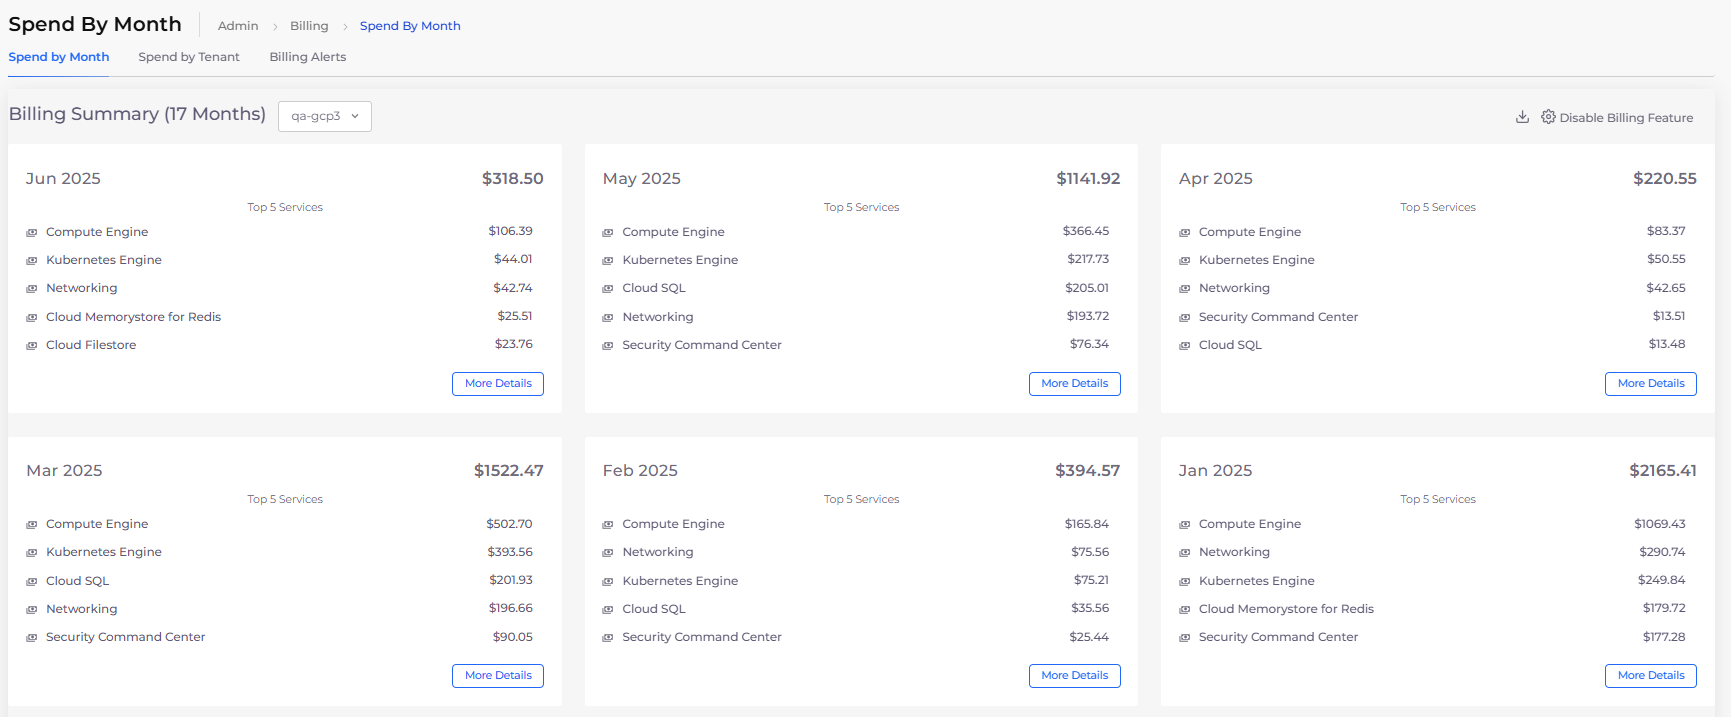 Spend By Month
Admin > Billing > Spend By Month
Spend by Month Spend by Tenant Billing Alerts
Billing Summary (17 Months) qa-gcp3
Disable Billing Feature
Jun 2025 $318.50
Top 5 Services
Compute Engine $106.39
Kubernetes Engine $44.01
Networking $42.74
Cloud Memorystore for Redis $25.51
Cloud Filestore $23.76
More Details
May 2025 $1141.92
Top 5 Services
Compute Engine $366.45
Kubernetes Engine $217.73
Cloud SQL $205.01
Networking $193.72
Security Command Center $76.34
More Details
Apr 2025 $220.55
Top 5 Services
Compute Engine $83.37
Kubernetes Engine $50.55
Networking $42.65
Security Command Center $13.51
Cloud SQL $13.48
More Details
Mar 2025 $1522.47
Top 5 Services
Compute Engine $502.70
Kubernetes Engine $393.56
Cloud SQL $201.93
Networking $196.66
Security Command Center $90.05
More Details
Feb 2025 $394.57
Top 5 Services
Compute Engine $165.84
Networking $75.56
Kubernetes Engine $75.21
Cloud SQL $35.56
Security Command Center $25.44
More Details
Jan 2025 $2165.41
Top 5 Services
Compute Engine $1069.43
Networking $290.74
Kubernetes Engine $249.84
Cloud Memorystore for Redis $179.72
Security Command Center $177.28
More Details